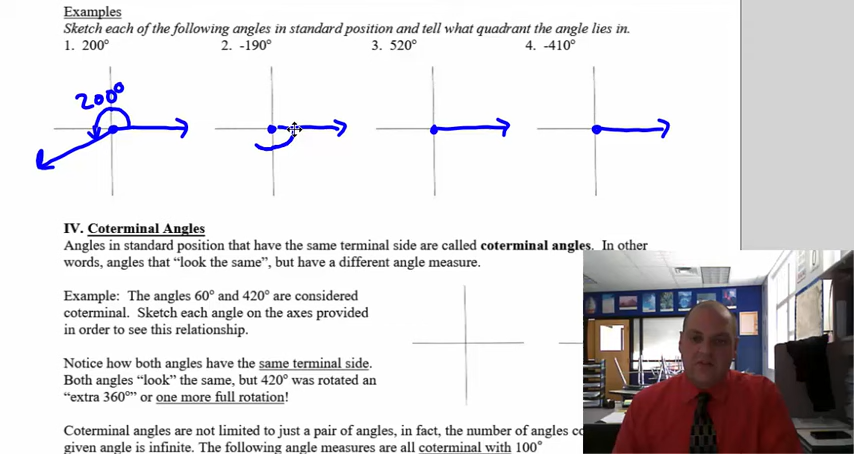 Examples
Sketch each of the following angles in standard position and tell what quadrant the angle lies in.
1. 200° 2. -190° 3. 520° 4. -410°
200°
IV. Coterminal Angles
Angles in standard position that have the same terminal side are called coterminal angles. In other
words, angles that “look the same”, but have a different angle measure.
Example: The angles 60° and 420° are considered
coterminal. Sketch each angle on the axes provided
in order to see this relationship.
Notice how both angles have the same terminal side.
Both angles “look” the same, but 420° was rotated an
“extra 360°” or one more full rotation!
Coterminal angles are not limited to just a pair of angles, in fact, the number of angles
given angle is infinite. The following angle measures are all coterminal with 100°